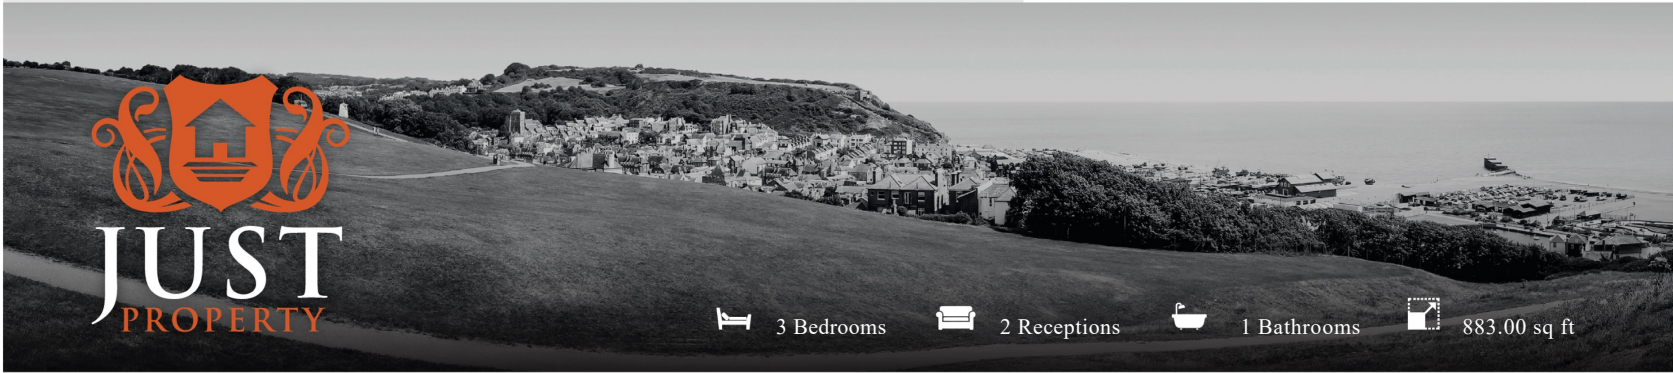 JUST
PROPERTY
3 Bedrooms
2 Receptions
1 Bathrooms
883.00 sq ft